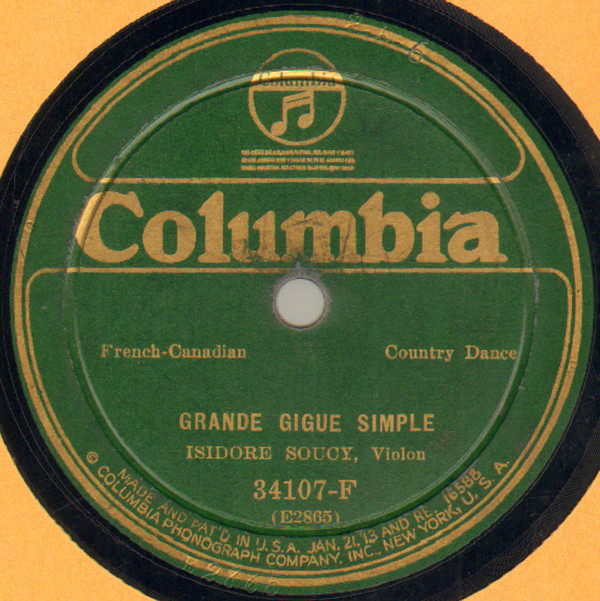 Columbia
Columbia
French-Canadian
Country Dance
GRANDE GIGUE SIMPLE
ISIDORE SOUCY, Violon
34107-F
(E2865)
MADE AND PAT'D IN U.S.A. JAN. 21, 13 AND RE. 16588
© COLUMBIA PHONOGRAPH COMPANY, INC., NEW YORK, U.S.A.